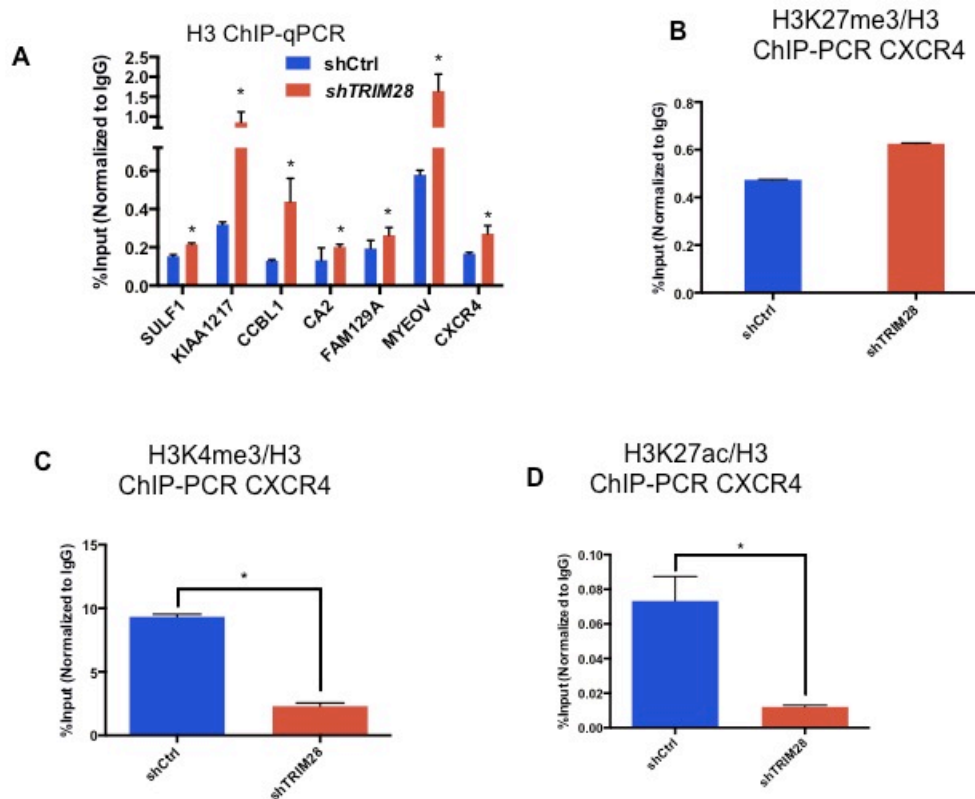 A
H3 ChIP-qPCR
shCtrl
shTRIM28
%Input (Normalized to IgG)
2.5
2.0
1.5
1.0
0.6
0.4
0.2
0.0
* * * * * * *
SULF1
KIAA1217
CCBL1
CA2
FAM129A
MYEOV
CXCR4
B
H3K27me3/H3
ChIP-PCR CXCR4
%Input (Normalized to IgG)
0.8
0.6
0.4
0.2
0.0
shCtrl
shTRIM28
C
H3K4me3/H3
ChIP-PCR CXCR4
%Input (Normalized to IgG)
15
10
5
0
*
shCtrl
shTRIM28
D
H3K27ac/H3
ChIP-PCR CXCR4
%Input (Normalized to IgG)
0.10
0.08
0.06
0.04
0.02
0.00
*
shCtrl
shTRIM28